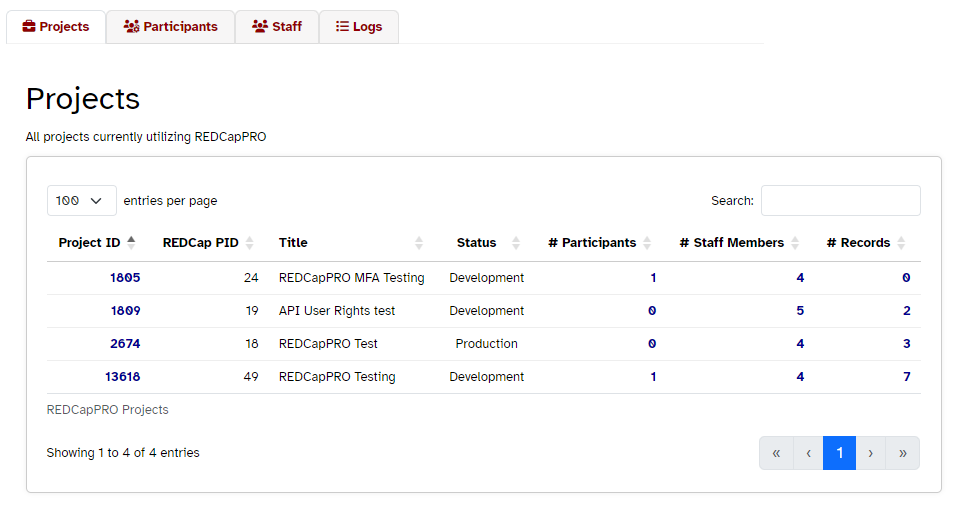 Projects Participants Staff Logs
Projects
All projects currently utilizing REDCapPRO
100 entries per page Search:
Project ID REDCap PID Title Status # Participants # Staff Members # Records
1805 24 REDCapPRO MFA Testing Development 1 4 0
1809 19 API User Rights test Development 0 5 2
2674 18 REDCapPRO Test Production 0 4 3
13618 49 REDCapPRO Testing Development 1 4 7
REDCapPRO Projects
Showing 1 to 4 of 4 entries « ‹ 1 › »